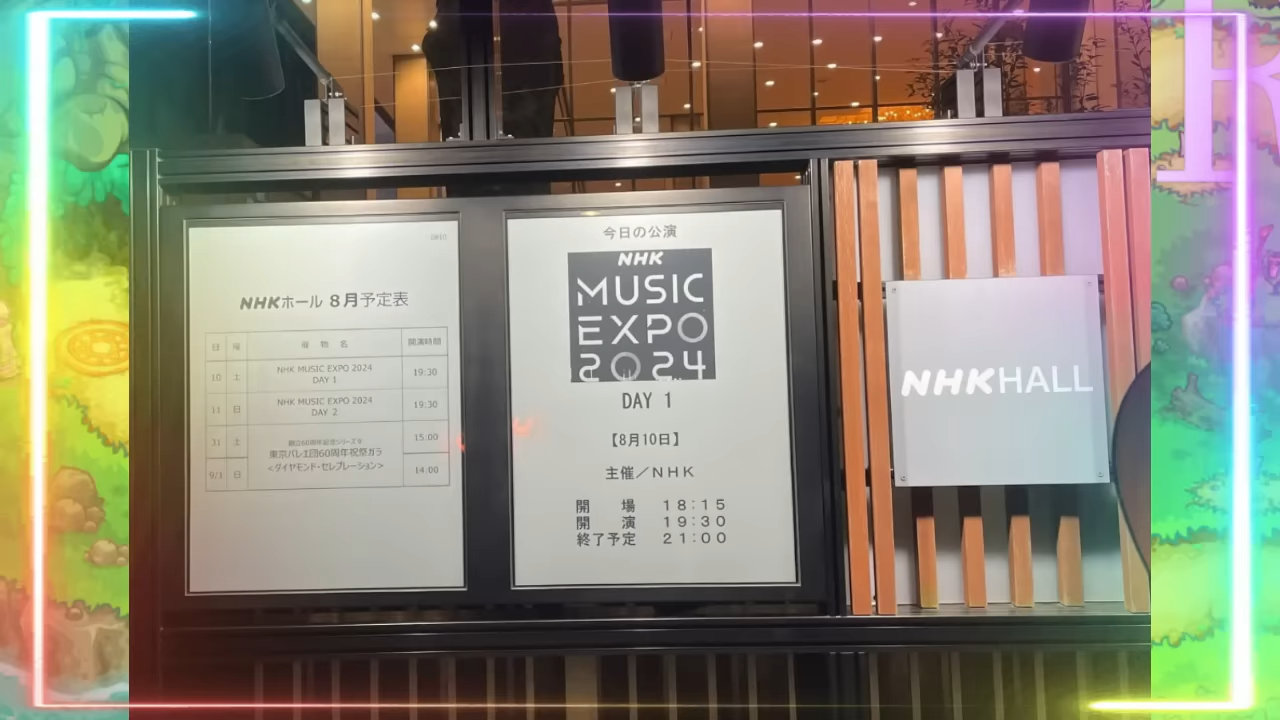 0810
NHKホール 8月予定表
日 曜 催物名 開演時間
10 土 NHK MUSIC EXPO 2024 DAY 1 19:30
11 日 NHK MUSIC EXPO 2024 DAY 2 19:30
31 土 創立60周年記念シリーズ9 15:00
東京バレエ団60周年祝祭ガラ
<ダイヤモンド・セレブレーション>
9/1 日 14:00
今日の公演
NHK
MUSIC
EXPO
2024
DAY 1
【8月10日】
主催/NHK
開場 18:15
開演 19:30
終了予定 21:00
NHKHALL
R